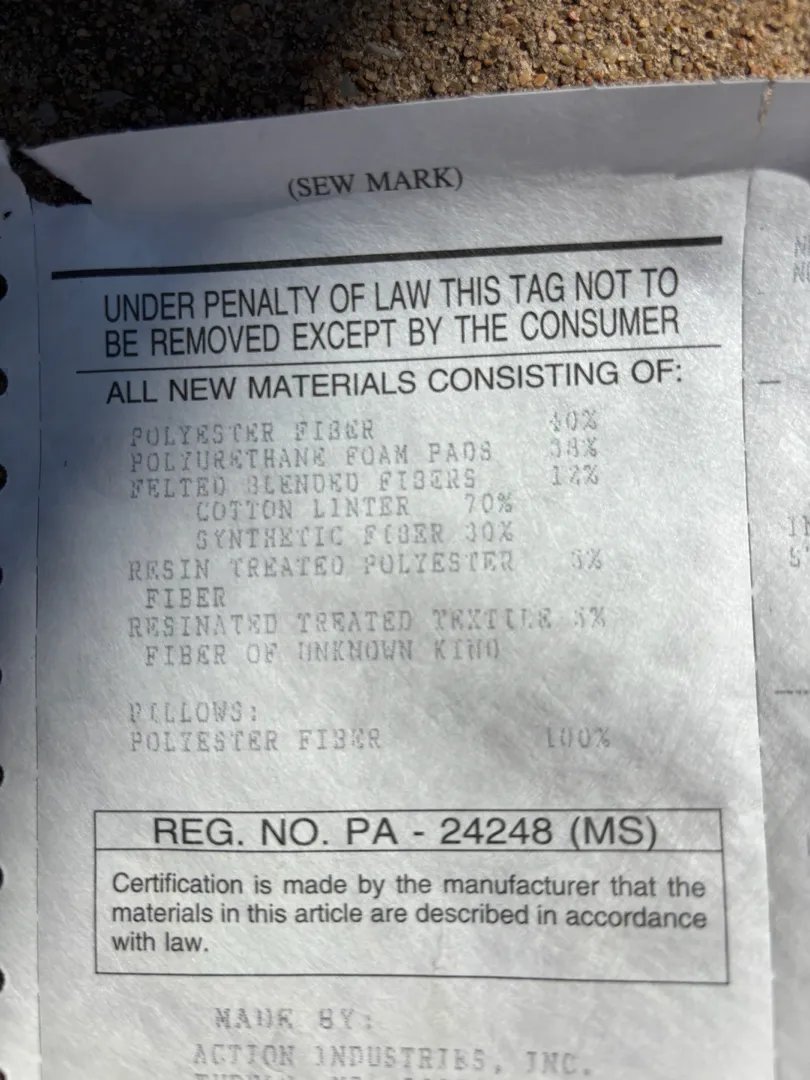 (SEW MARK)
UNDER PENALTY OF LAW THIS TAG NOT TO
BE REMOVED EXCEPT BY THE CONSUMER
ALL NEW MATERIALS CONSISTING OF:
POLYESTER FIBER 40%
POLYURETHANE FOAM PADS 38%
FELTED BLENDED FIBERS 12%
COTTON LINTER 70%
SYNTHETIC FIBER 30%
RESIN TREATED POLYESTER 5%
FIBER
RESINATED TREATED TEXTILE 5%
FIBER OF UNKNOWN KIND
PILLOWS:
POLYESTER FIBER 100%
REG. NO. PA - 24248 (MS)
Certification is made by the manufacturer that the
materials in this article are described in accordance
with law.
MADE BY:
ACTION INDUSTRIES, INC.